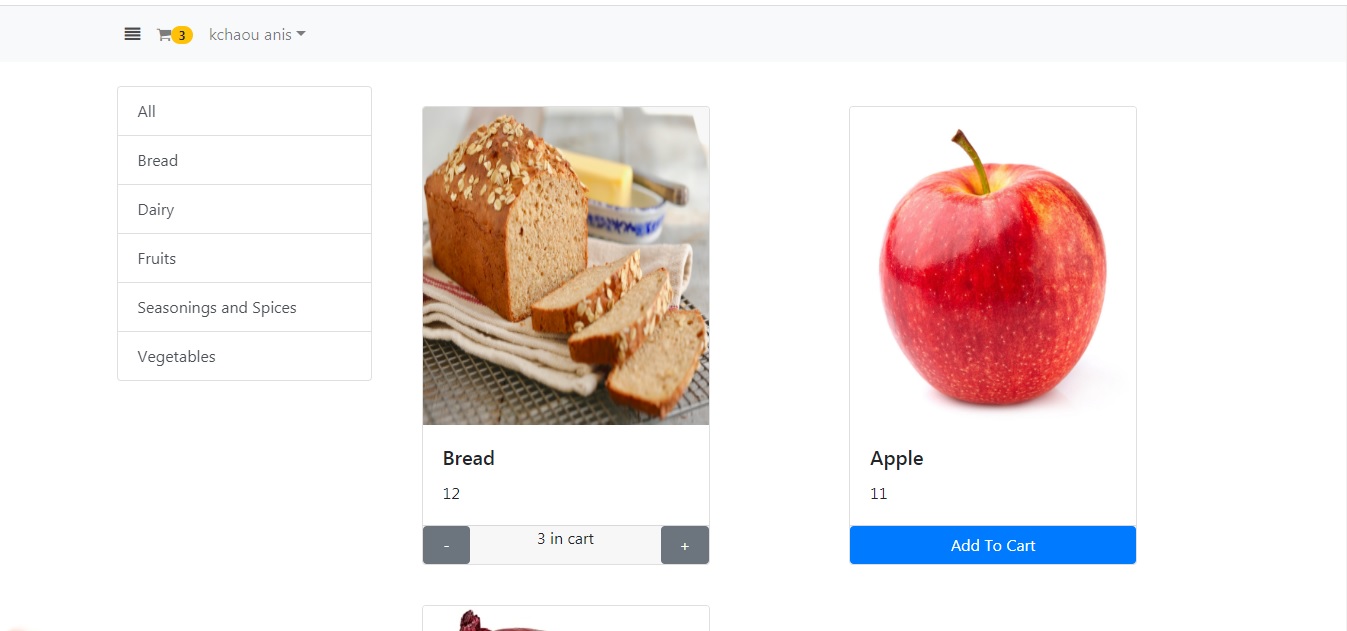 3 kchaou anis
All
Bread
Dairy
Fruits
Seasonings and Spices
Vegetables
Bread
12
- 3 in cart +
Apple
11
Add To Cart